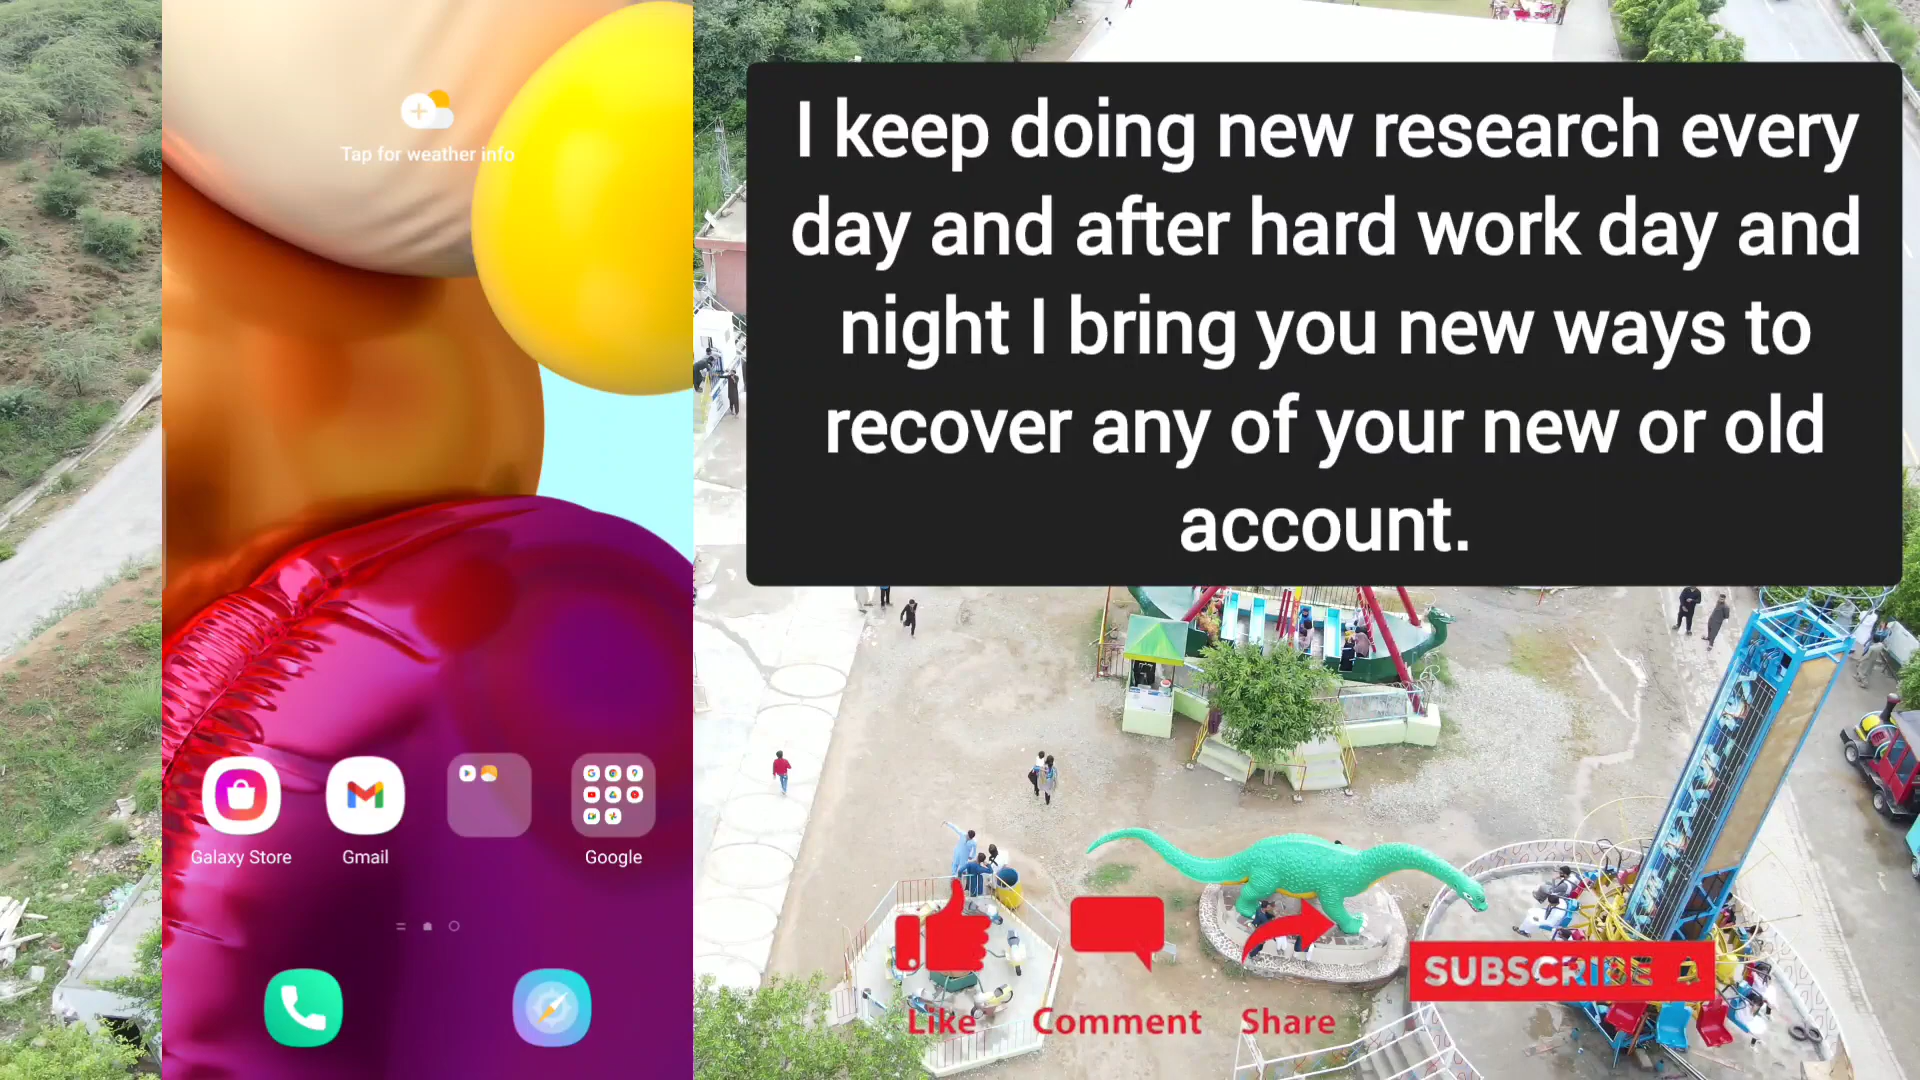 Tap for weather info
Galaxy Store
Gmail
Google
I keep doing new research every
day and after hard work day and
night I bring you new ways to
recover any of your new or old
account.
Like
Comment
Share
SUBSCRIBE